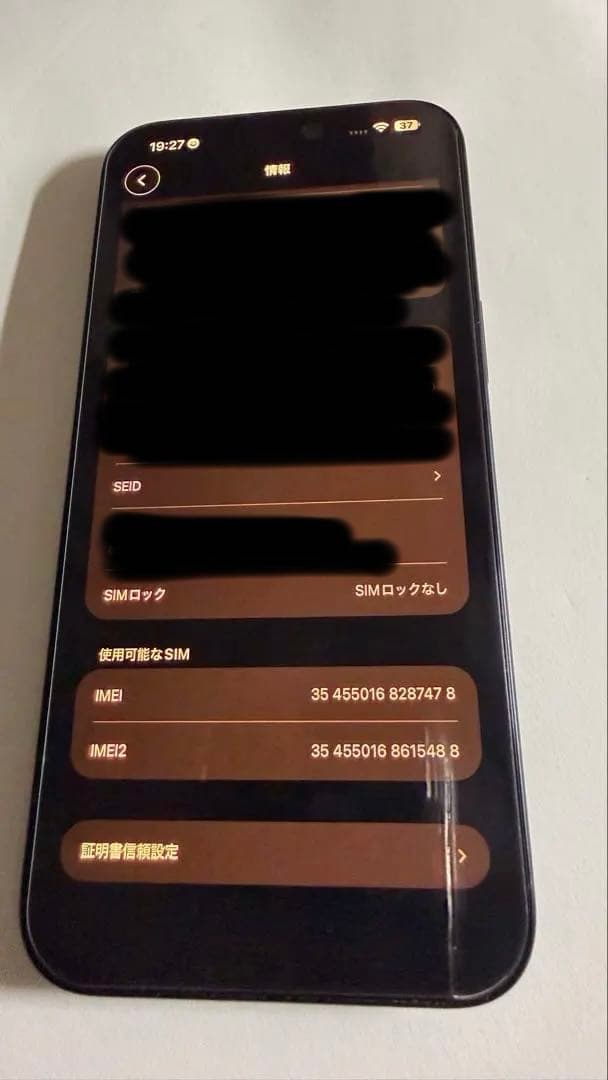 19:27
37
情報
SEID
SIMロック SIMロックなし
使用可能なSIM
IMEI 35 455016 828747 8
IMEI2 35 455016 861548 8
証明書信頼設定